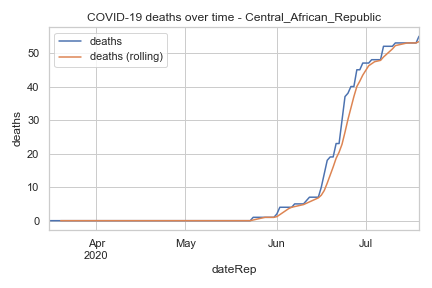 COVID-19 deaths over time - Central_African_Republic
deaths
deaths (rolling)
deaths
50
40
30
20
10
0
Apr
2020
May
Jun
Jul
dateRep